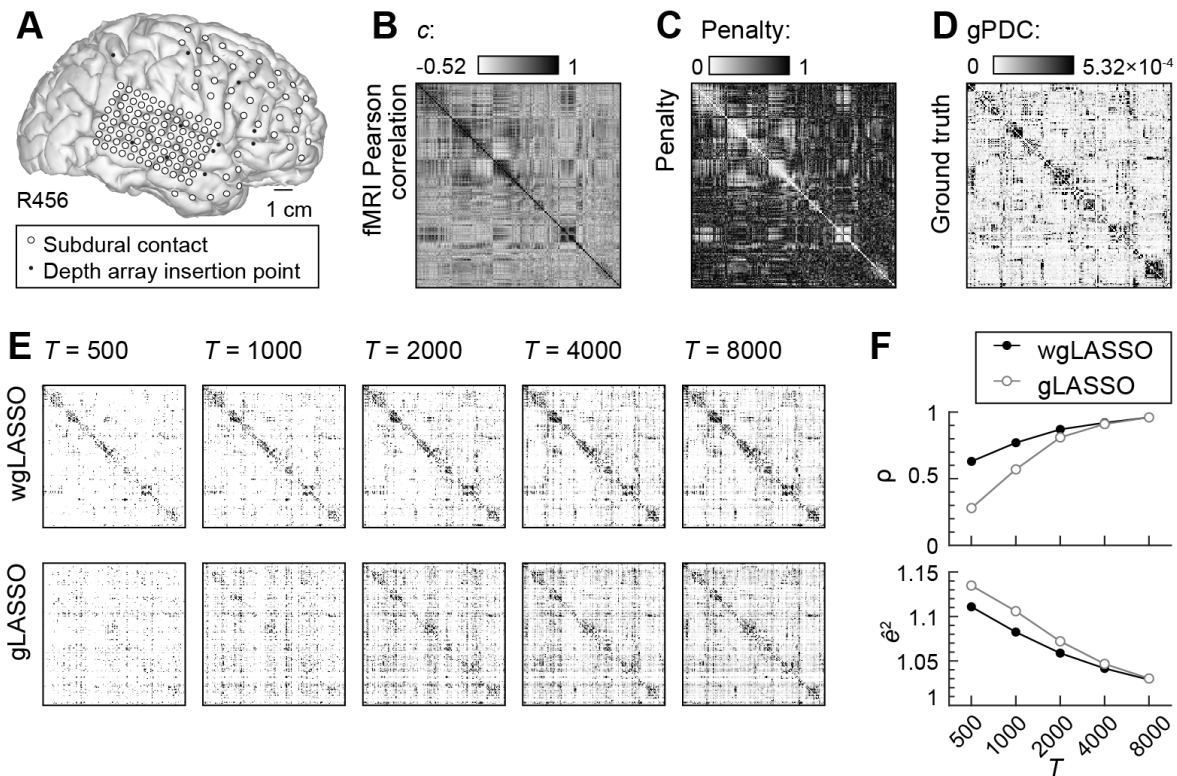 A
R456
1 cm
Subdural contact
Depth array insertion point
B
c:
-0.52
1
fMRI Pearson
correlation
C
Penalty:
0
1
Penalty
D
gPDC:
0
5.32×10⁻⁴
Ground truth
E
T = 500
T = 1000
T = 2000
T = 4000
T = 8000
wgLASSO
gLASSO
F
wgLASSO
gLASSO
1
0.5
0
ρ
1.15
1.1
1.05
1
ê²
500
1000
2000
4000
8000
T